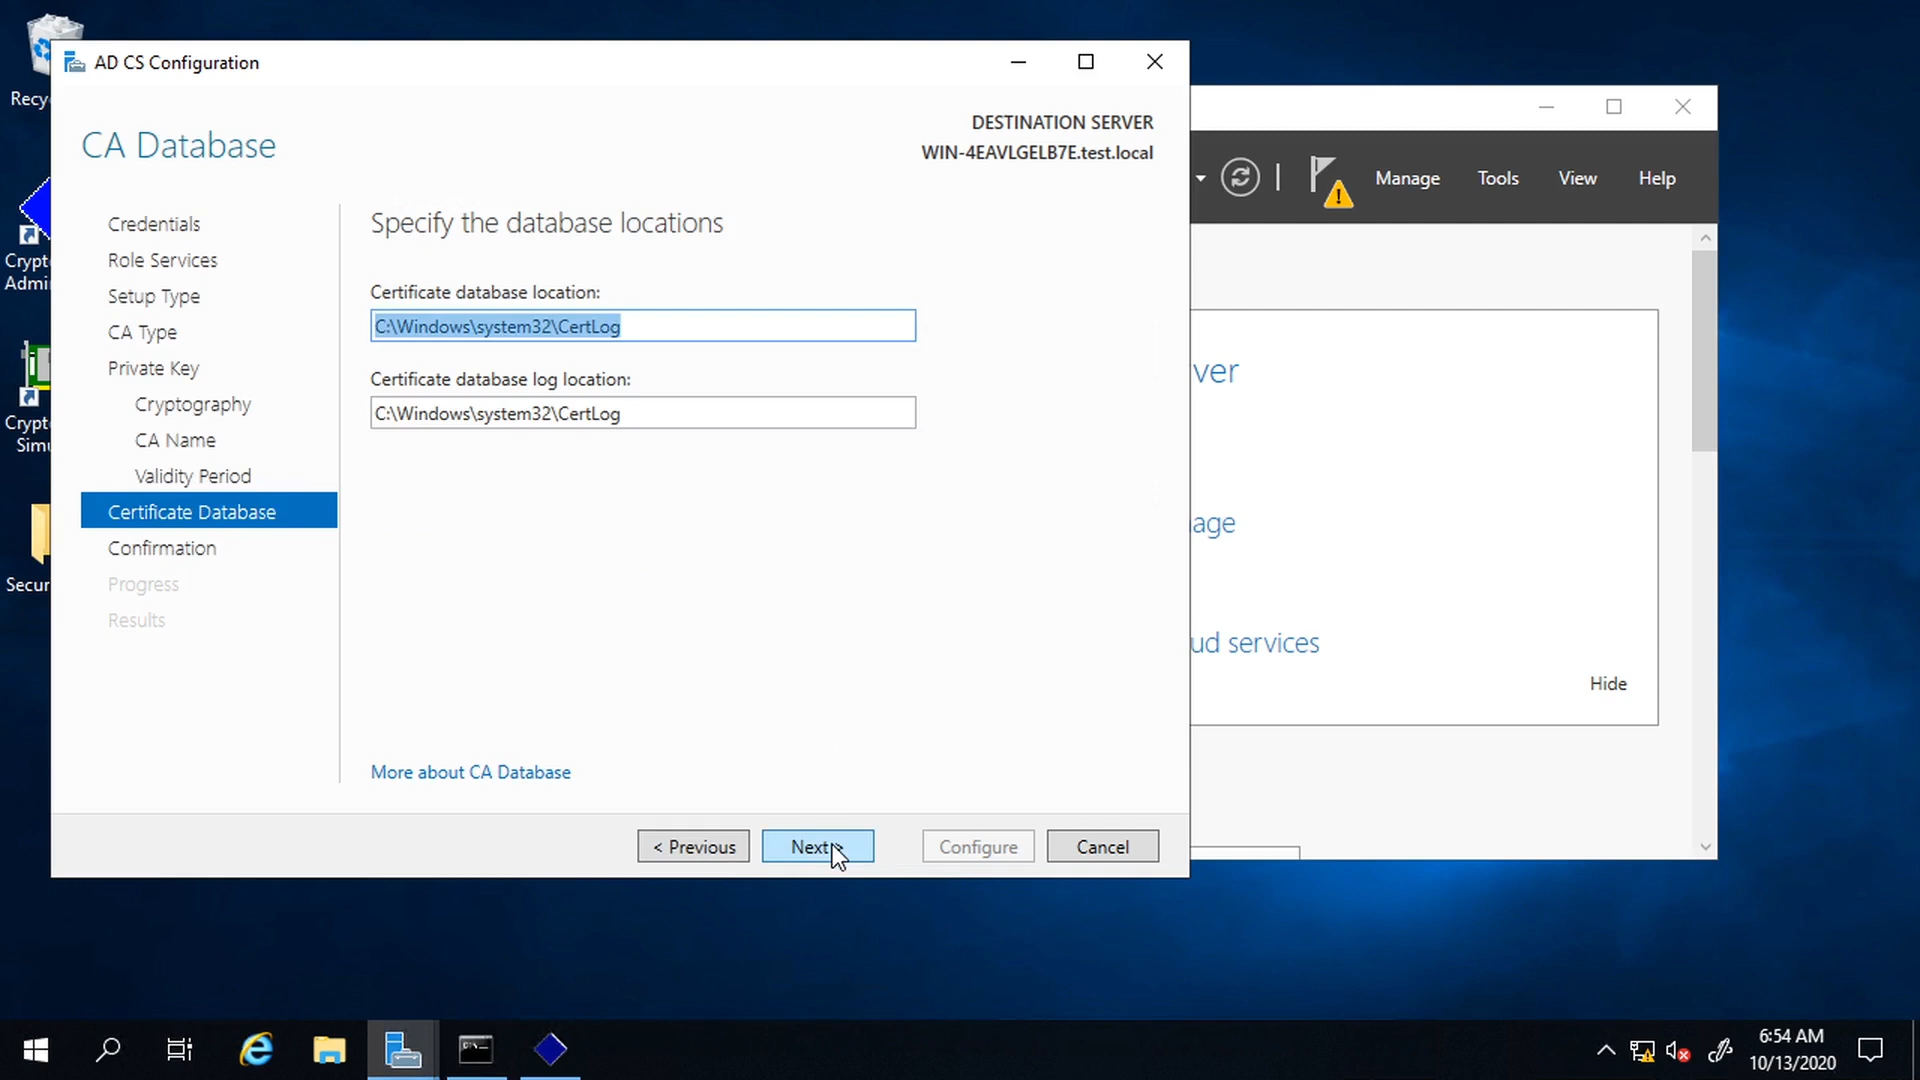 Recy
Crypt
Admi
Crypt
Simu
Secur
AD CS Configuration
CA Database
DESTINATION SERVER
WIN-4EAVLGELB7E.test.local
Credentials
Role Services
Setup Type
CA Type
Private Key
Cryptography
CA Name
Validity Period
Certificate Database
Confirmation
Progress
Results
Specify the database locations
Certificate database location:
C:\Windows\system32\CertLog
Certificate database log location:
C:\Windows\system32\CertLog
More about CA Database
< Previous
Next >
Configure
Cancel
Manage
Tools
View
Help
ver
age
ud services
Hide
6:54 AM
10/13/2020